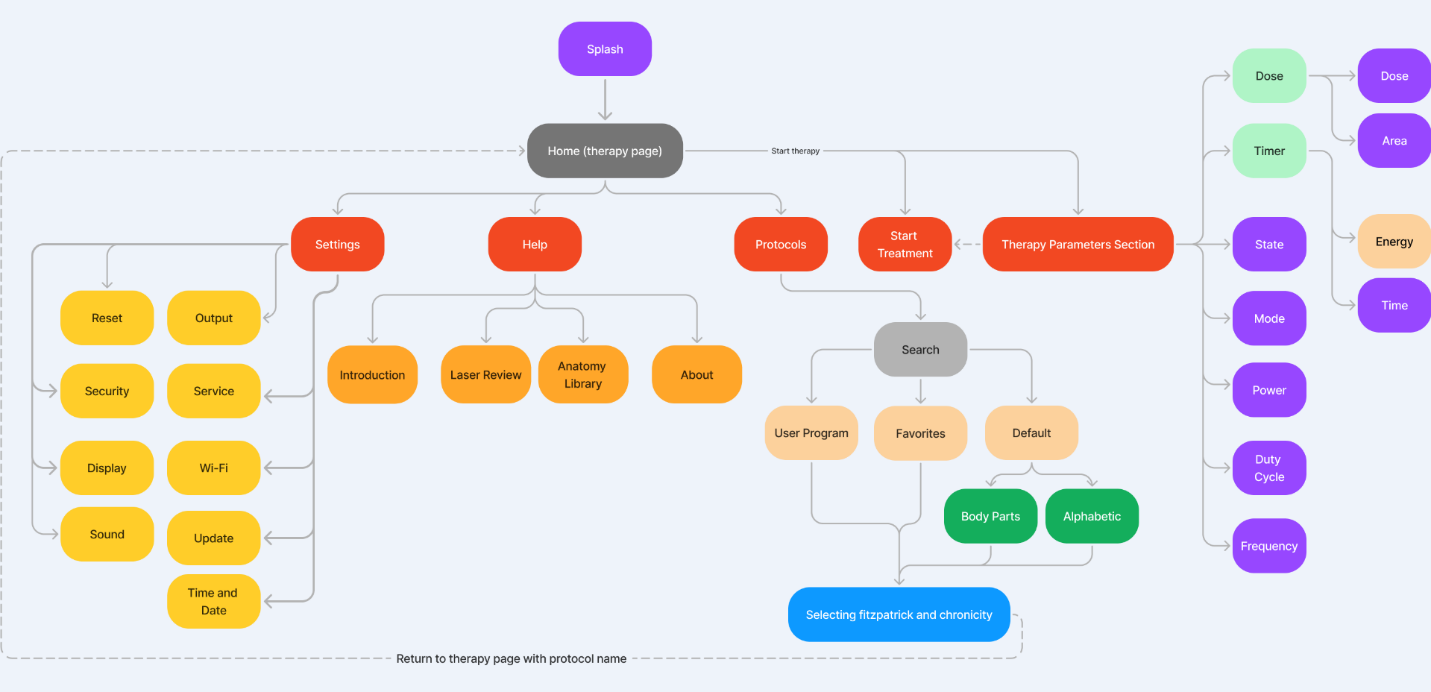 Splash
Home (therapy page)
Start therapy
Settings
Help
Protocols
Start
Treatment
Therapy Parameters Section
Reset
Output
Security
Service
Display
Wi-Fi
Sound
Update
Time and
Date
Introduction
Laser Review
Anatomy
Library
About
Search
User Program
Favorites
Default
Body Parts
Alphabetic
Selecting fitzpatrick and chronicity
Return to therapy page with protocol name
Dose
Dose
Area
Timer
Energy
Time
State
Mode
Power
Duty
Cycle
Frequency